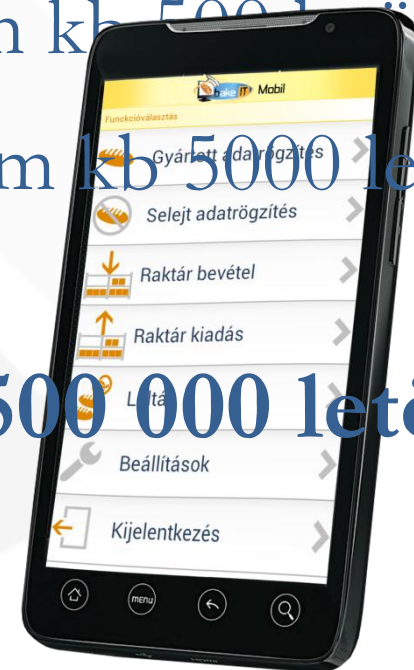 m kb 500
Bake IT Mobil
Funkcióválasztás
Gyártott adatrögzítés
m kb 5000 le
Selejt adatrögzítés
Raktár bevétel
Raktár kiadás
500 000 let
Beállítások
Kijelentkezés
menu